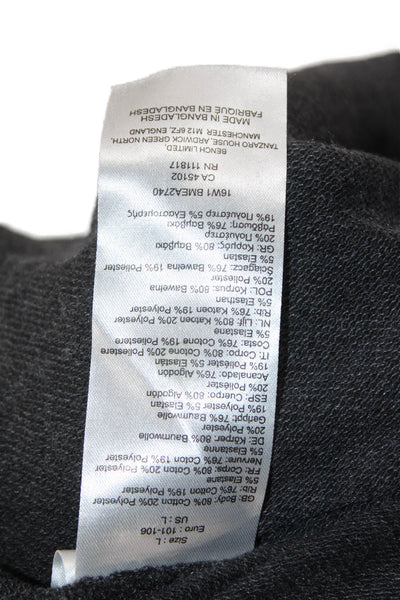 Size : L
Euro : 101-106
US : L
GB: Body: 80% Cotton 20% Polyester
Rib: 76% Cotton 19% Polyester
5% Elastane
FR: Corps: 80% Coton 20% Polyester
Nervure: 76% Coton 19% Polyester
5% Elastane
DE: Körper: 80% Baumwolle
20% Polyester
Gerippt: 76% Baumwolle
19% Polyester 5% Elastan
ESP: Cuerpo: 80% Algodón
20% Poliéster
Acanalado: 76% Algodón
19% Poliéster 5% Elastano
IT: Corpo: 80% Cotone 20% Poliestere
Costa: 76% Cotone 19% Poliestere
5% Elastan
NL: Lijf: 80% Katoen 20% Polyester
Rib: 76% Katoen 19% Polyester
5% Elasthan
POL: Korpus: 80% Bawełna
20% Poliester
Ściągacz: 76% Bawełna 19% Poliester
5% Elastan
GR: Κορμός: 80% Βαμβάκι
20% Πολυέστερ
Ράβδωση: 76% Βαμβάκι
19% Πολυέστερ 5% Ελαστομερής
16W1 BMEA2740
CA 45102
RN 111817
BENCH LIMITED,
TANZARO HOUSE, ARDWICK GREEN NORTH,
MANCHESTER M12 6FZ, ENGLAND
MADE IN BANGLADESH
FABRIQUE EN BANGLADESH